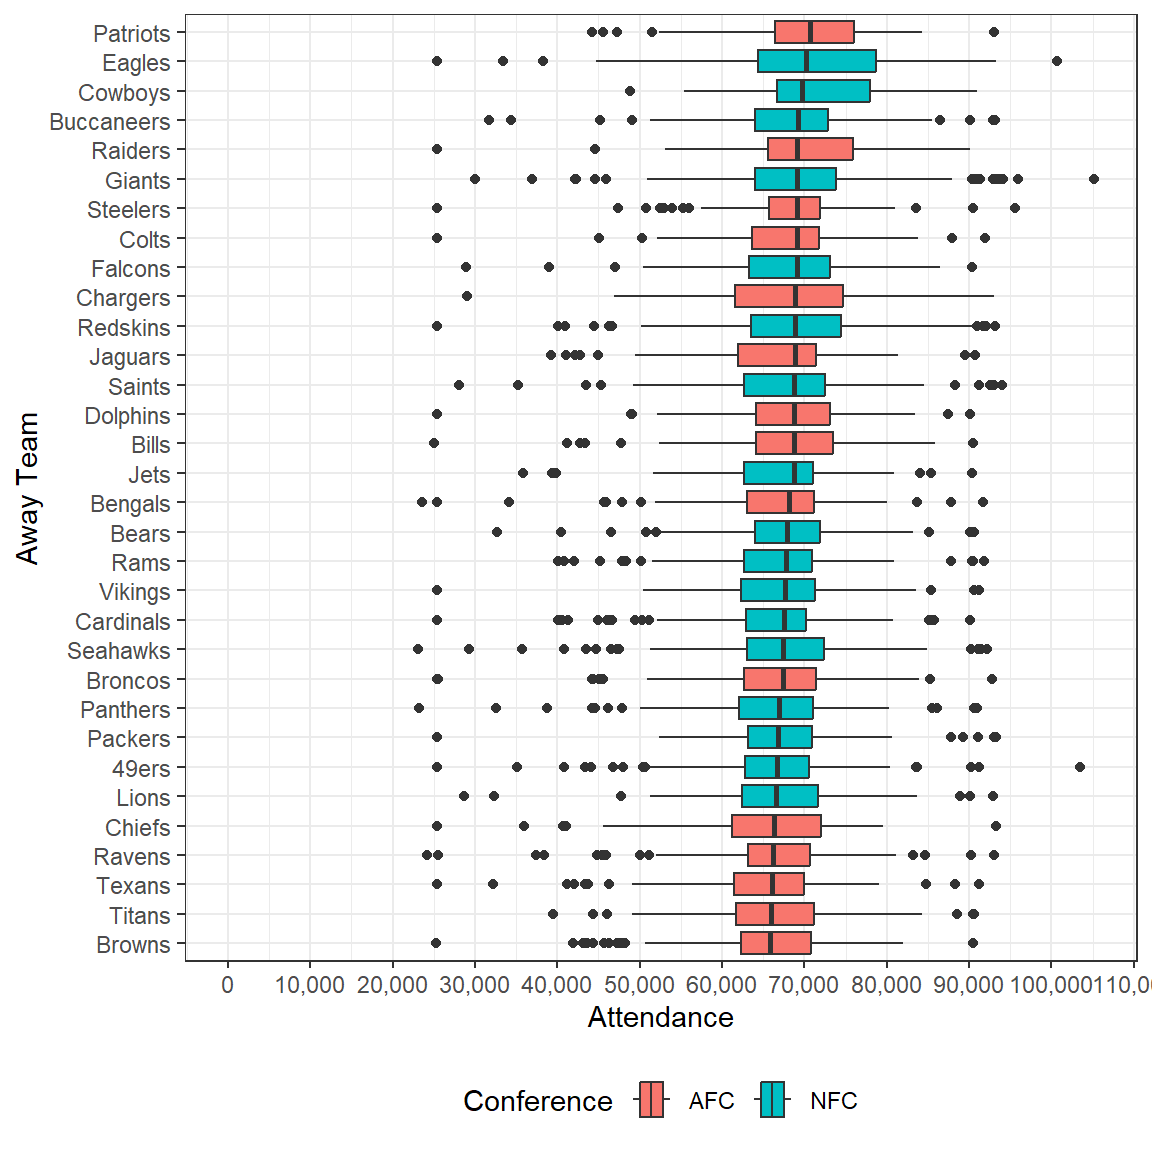 Patriots
Eagles
Cowboys
Buccaneers
Raiders
Giants
Steelers
Colts
Falcons
Chargers
Redskins
Jaguars
Saints
Dolphins
Bills
Jets
Bengals
Bears
Rams
Vikings
Cardinals
Seahawks
Broncos
Panthers
Packers
49ers
Lions
Chiefs
Ravens
Texans
Titans
Browns
Away Team
0 10,000 20,000 30,000 40,000 50,000 60,000 70,000 80,000 90,000 100,000 110,0
Attendance
Conference AFC NFC